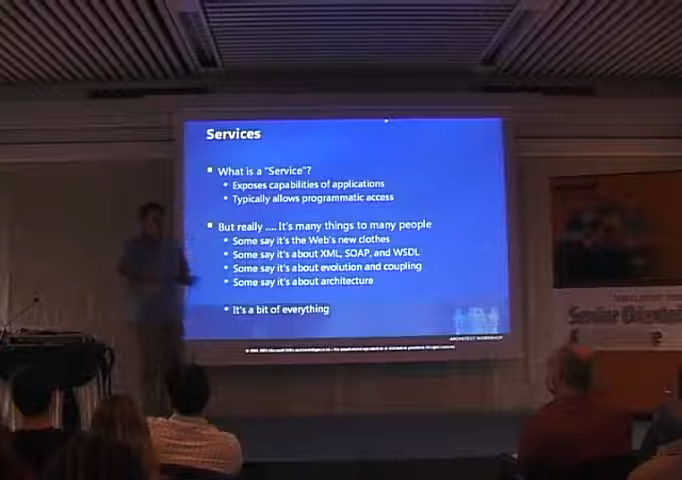 Services
What is a "Service"?
Exposes capabilities of applications
Typically allows programmatic access
But really .... It's many things to many people
Some say it's the Web's new clothes
Some say it's about XML, SOAP, and WSDL
Some say it's about evolution and coupling
Some say it's about architecture
It's a bit of everything
ARCHITECT WORKSHOP